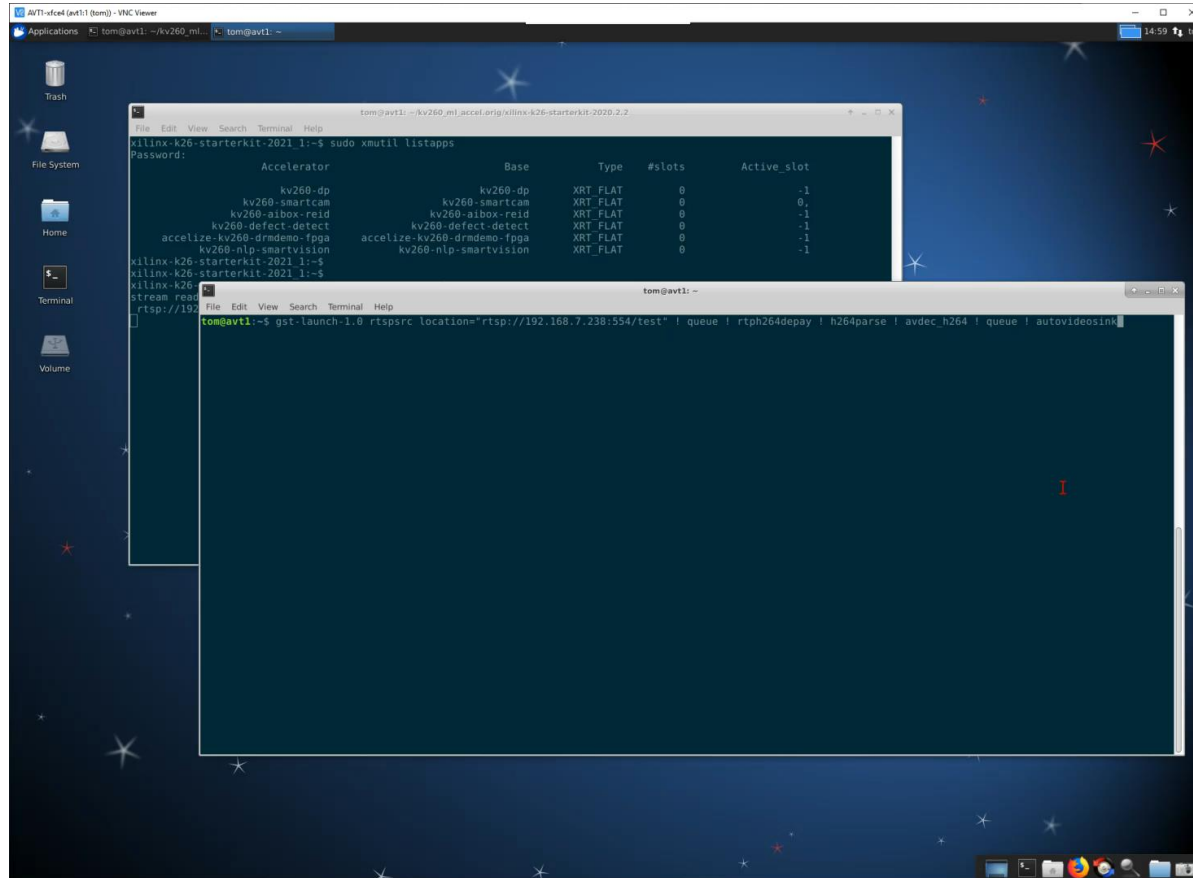 AVT1-xfce4 (avt1:1 (tom)) - VNC Viewer
Applications tom@avt1: ~/kv260_ml... tom@avt1: ~ 14:59
Trash
File System
Home
Terminal
Volume
tom@avt1: ~/kv260_ml_accel.orig/xilinx-k26-starterkit-2020.2.2
File Edit View Search Terminal Help
xilinx-k26-starterkit-2021_1:~$ sudo xmutil listapps
Password:
Accelerator Base Type #slots Active_slot
kv260-dp kv260-dp XRT_FLAT 0 -1
kv260-smartcam kv260-smartcam XRT_FLAT 0 0,
kv260-aibox-reid kv260-aibox-reid XRT_FLAT 0 -1
kv260-defect-detect kv260-defect-detect XRT_FLAT 0 -1
accelize-kv260-drmdemo-fpga accelize-kv260-drmdemo-fpga XRT_FLAT 0 -1
kv260-nlp-smartvision kv260-nlp-smartvision XRT_FLAT 0 -1
xilinx-k26-starterkit-2021_1:~$
xilinx-k26-starterkit-2021_1:~$
xilinx-k26-
stream read
rtsp://192
tom@avt1: ~
File Edit View Search Terminal Help
tom@avt1:~$ gst-launch-1.0 rtspsrc location="rtsp://192.168.7.238:554/test" ! queue ! rtph264depay ! h264parse ! avdec_h264 ! queue ! autovideosink